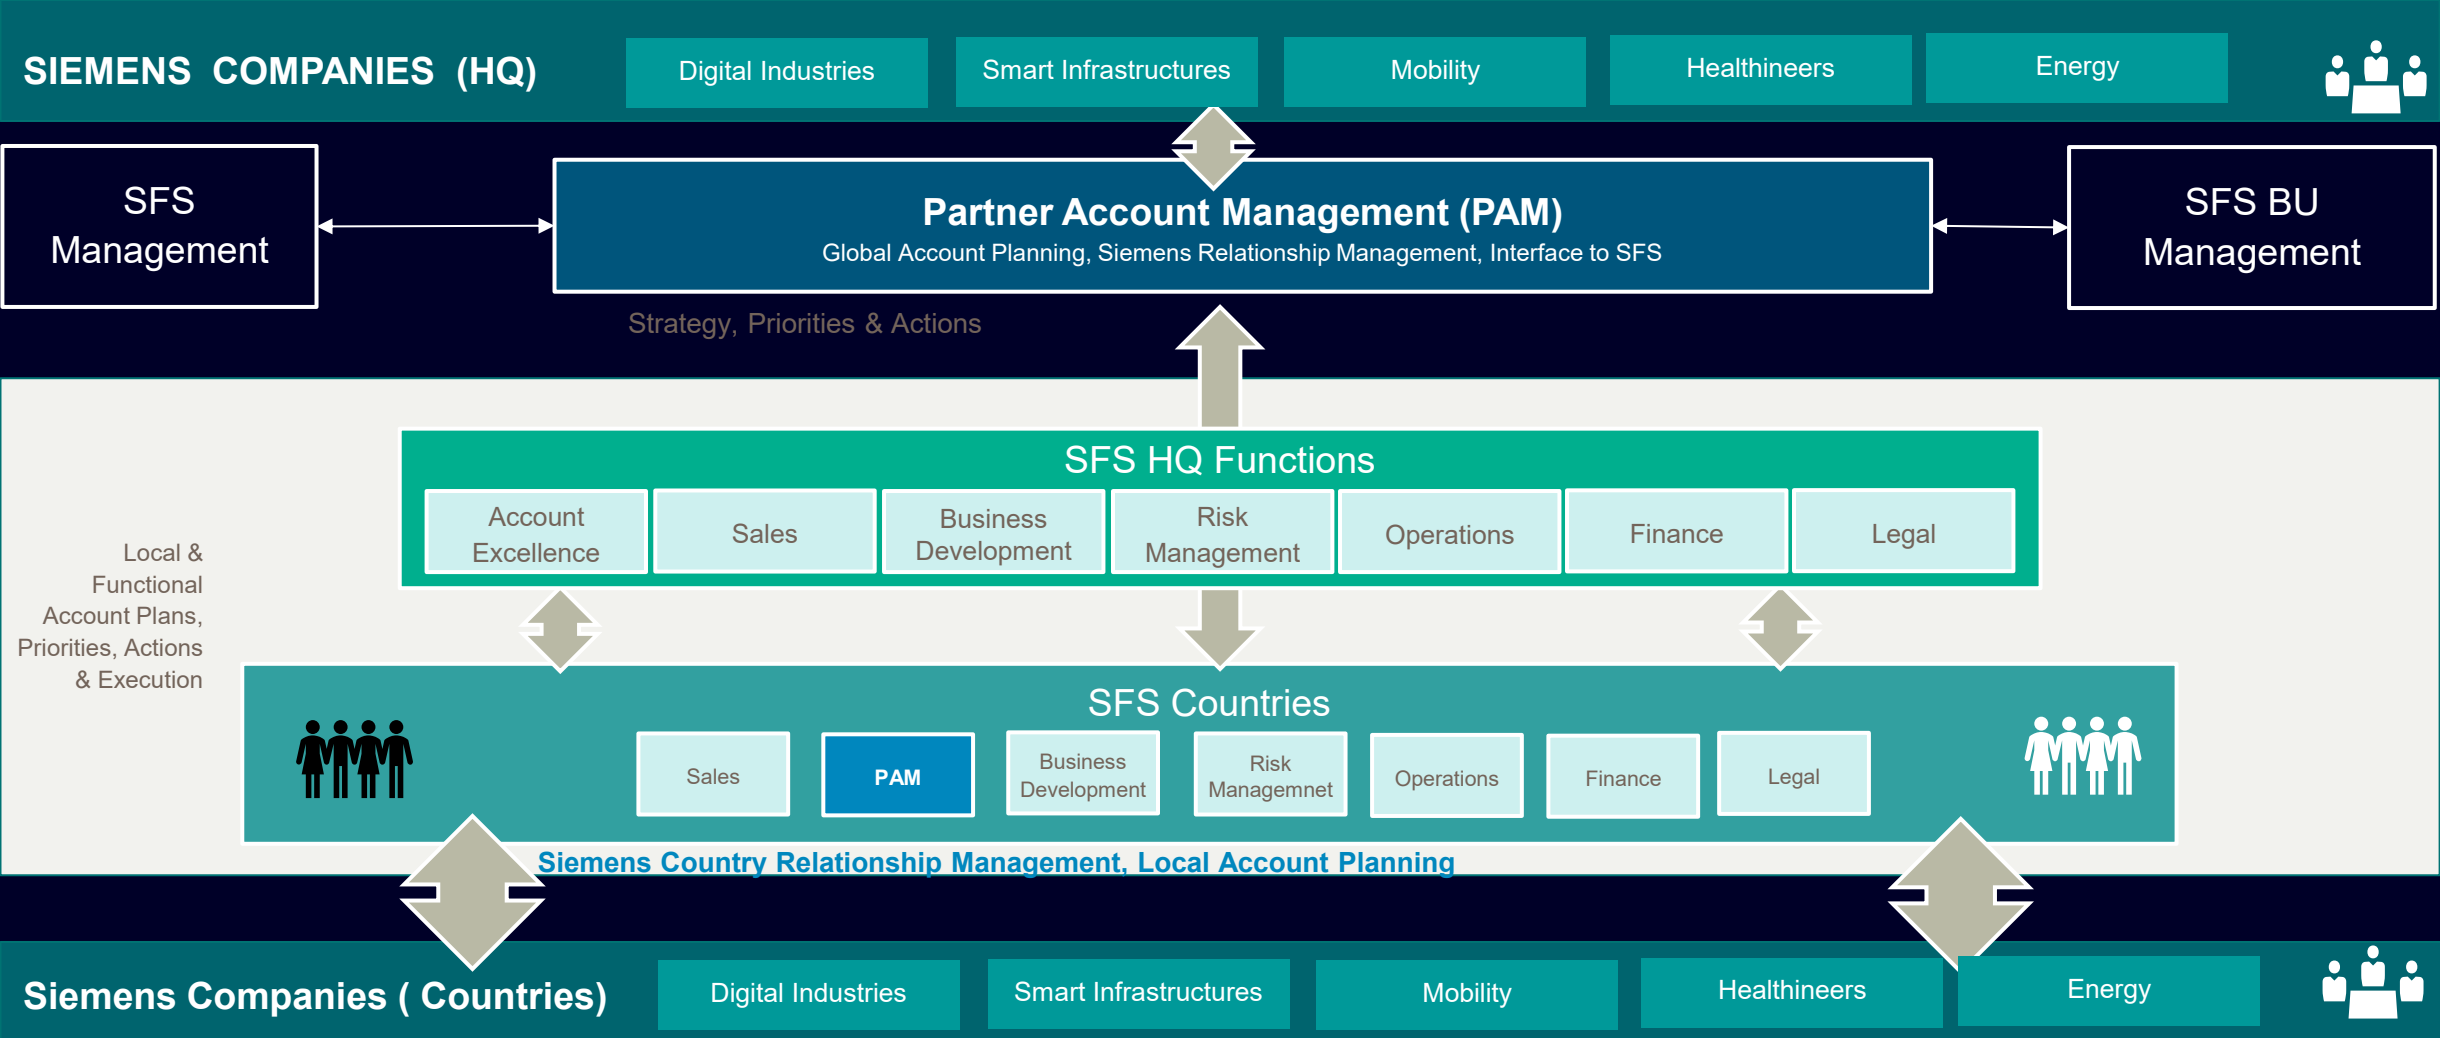 SIEMENS COMPANIES (HQ)
Digital Industries
Smart Infrastructures
Mobility
Healthineers
Energy
SFS
Management
Partner Account Management (PAM)
Global Account Planning, Siemens Relationship Management, Interface to SFS
SFS BU
Management
Strategy, Priorities & Actions
SFS HQ Functions
Account
Excellence
Sales
Business
Development
Risk
Management
Operations
Finance
Legal
Local &
Functional
Account Plans,
Priorities, Actions
& Execution
SFS Countries
Sales
PAM
Business
Development
Risk
Managemnet
Operations
Finance
Legal
Siemens Country Relationship Management, Local Account Planning
Siemens Companies ( Countries)
Digital Industries
Smart Infrastructures
Mobility
Healthineers
Energy